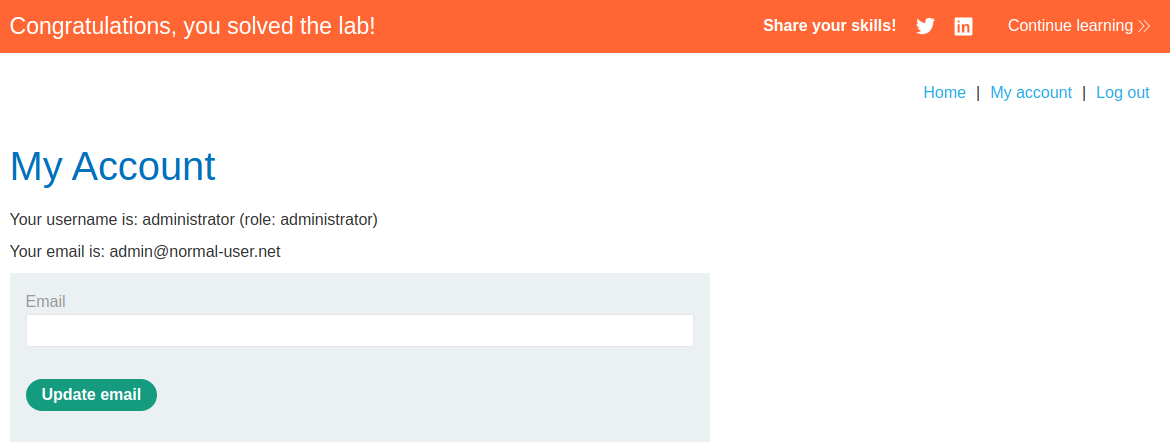 Congratulations, you solved the lab!
Share your skills!
Continue learning
Home | My account | Log out
My Account
Your username is: administrator (role: administrator)
Your email is: admin@normal-user.net
Email
Update email